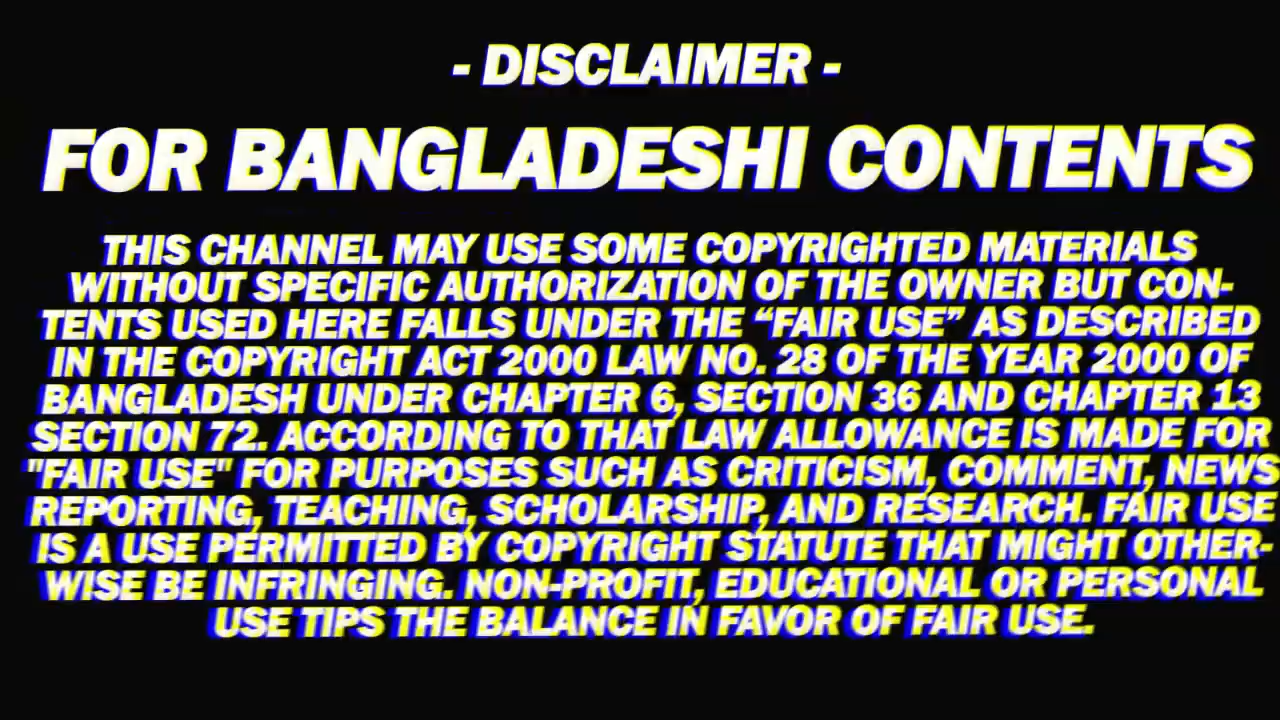 - DISCLAIMER -
FOR BANGLADESHI CONTENTS
THIS CHANNEL MAY USE SOME COPYRIGHTED MATERIALS
WITHOUT SPECIFIC AUTHORIZATION OF THE OWNER BUT CON-
TENTS USED HERE FALLS UNDER THE “FAIR USE” AS DESCRIBED
IN THE COPYRIGHT ACT 2000 LAW NO. 28 OF THE YEAR 2000 OF
BANGLADESH UNDER CHAPTER 6, SECTION 36 AND CHAPTER 13
SECTION 72. ACCORDING TO THAT LAW ALLOWANCE IS MADE FOR
"FAIR USE" FOR PURPOSES SUCH AS CRITICISM, COMMENT, NEWS
REPORTING, TEACHING, SCHOLARSHIP, AND RESEARCH. FAIR USE
IS A USE PERMITTED BY COPYRIGHT STATUTE THAT MIGHT OTHER-
WISE BE INFRINGING. NON-PROFIT, EDUCATIONAL OR PERSONAL
USE TIPS THE BALANCE IN FAVOR OF FAIR USE.